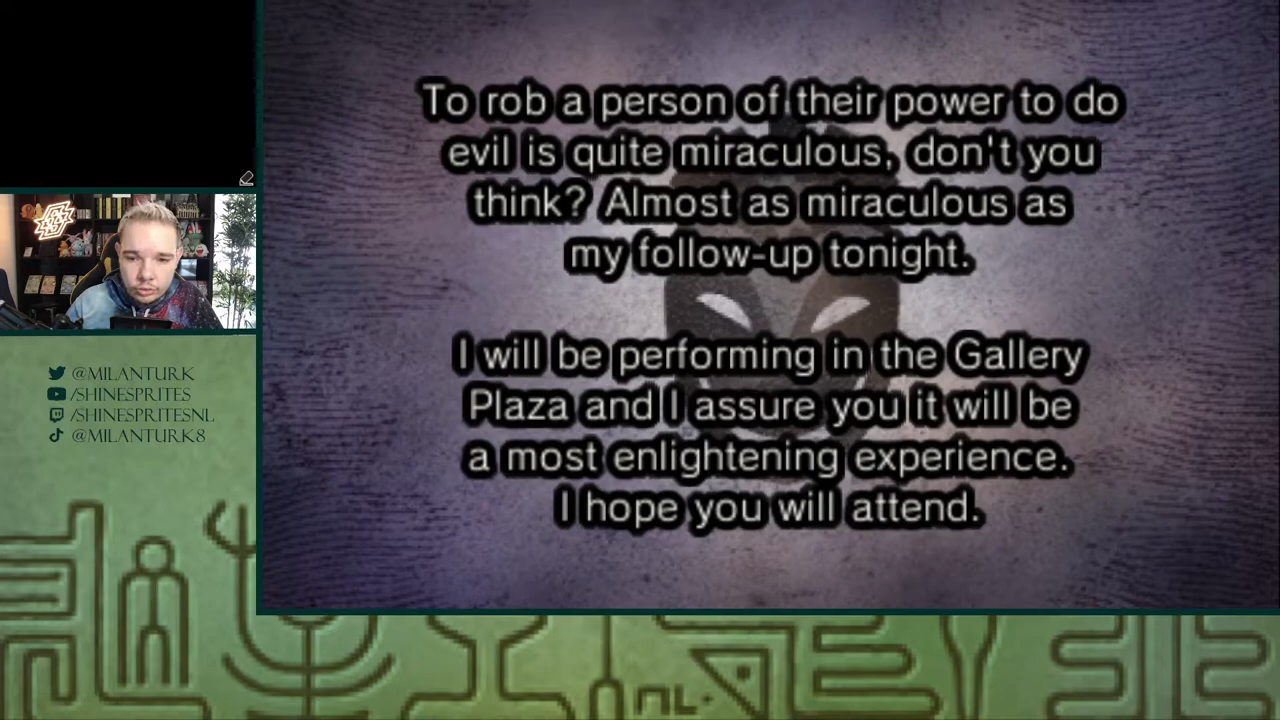 To rob a person of their power to do
evil is quite miraculous, don't you
think? Almost as miraculous as
my follow-up tonight.
I will be performing in the Gallery
Plaza and I assure you it will be
a most enlightening experience.
I hope you will attend.
@MILANTURK
/SHINESPRITES
/SHINESPRITESNL
@MILANTURK8